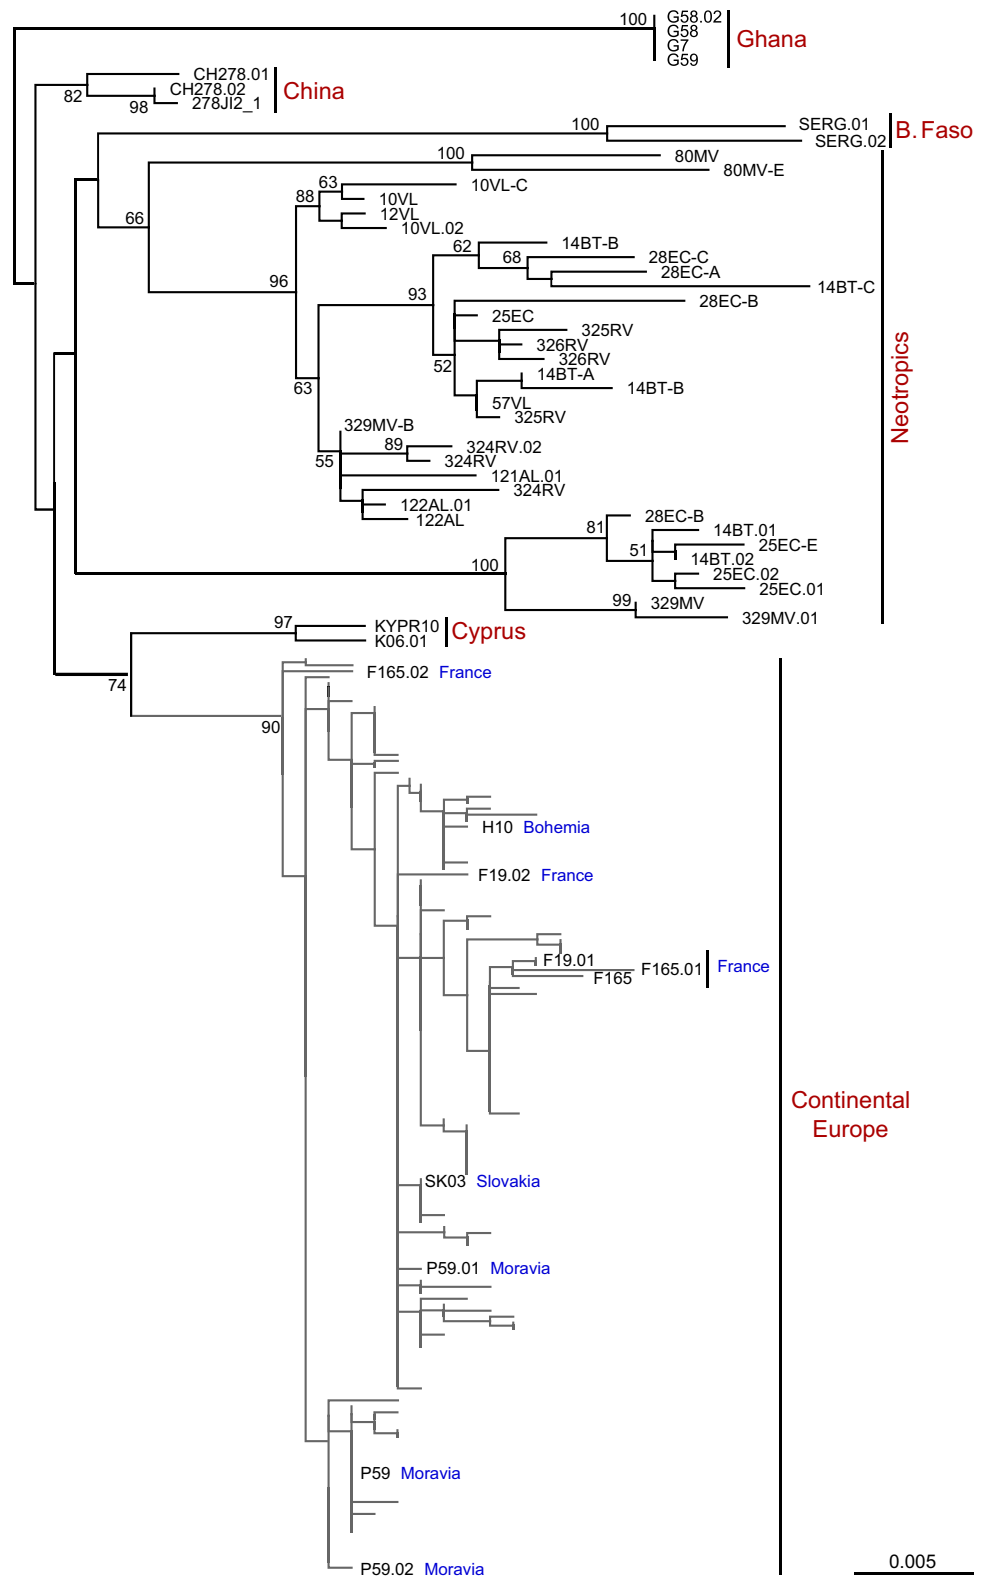 100
G58.02
G58
G7
G59
Ghana
CH278.01
CH278.02
278JI2_1
82
98
China
100
SERG.01
SERG.02
B. Faso
100
80MV
80MV-E
66
63
10VL-C
88
10VL
12VL
10VL.02
62
14BT-B
68
28EC-C
28EC-A
14BT-C
96
93
28EC-B
25EC
325RV
326RV
326RV
52
14BT-A
14BT-B
63
57VL
325RV
329MV-B
89
324RV.02
324RV
55
121AL.01
324RV
122AL.01
122AL
Neotropics
28EC-B
81
14BT.01
51
25EC-E
14BT.02
100
25EC.02
25EC.01
99
329MV
329MV.01
97
KYPR10
K06.01
Cyprus
74
F165.02 France
90
H10 Bohemia
F19.02 France
F19.01
F165.01
F165
France
Continental
Europe
SK03 Slovakia
P59.01 Moravia
P59 Moravia
P59.02 Moravia
0.005